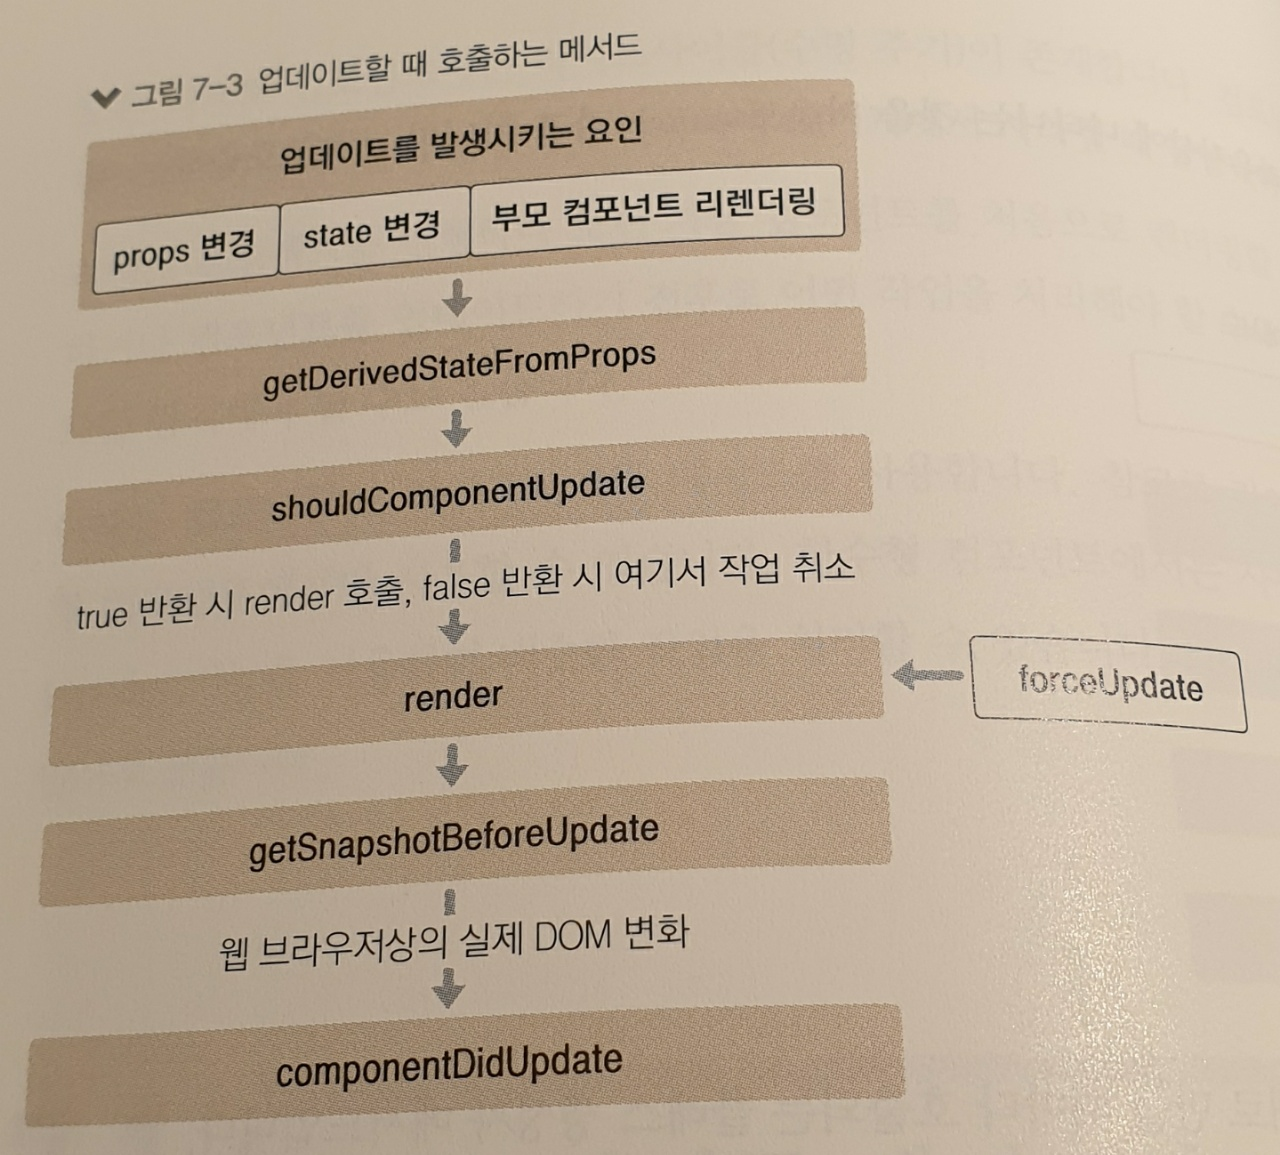 그림 7-3 업데이트할 때 호출하는 메서드
업데이트를 발생시키는 요인
props 변경 state 변경 부모 컴포넌트 리렌더링
getDerivedStateFromProps
shouldComponentUpdate
true 반환 시 render 호출, false 반환 시 여기서 작업 취소
render
forceUpdate
getSnapshotBeforeUpdate
웹 브라우저상의 실제 DOM 변화
componentDidUpdate